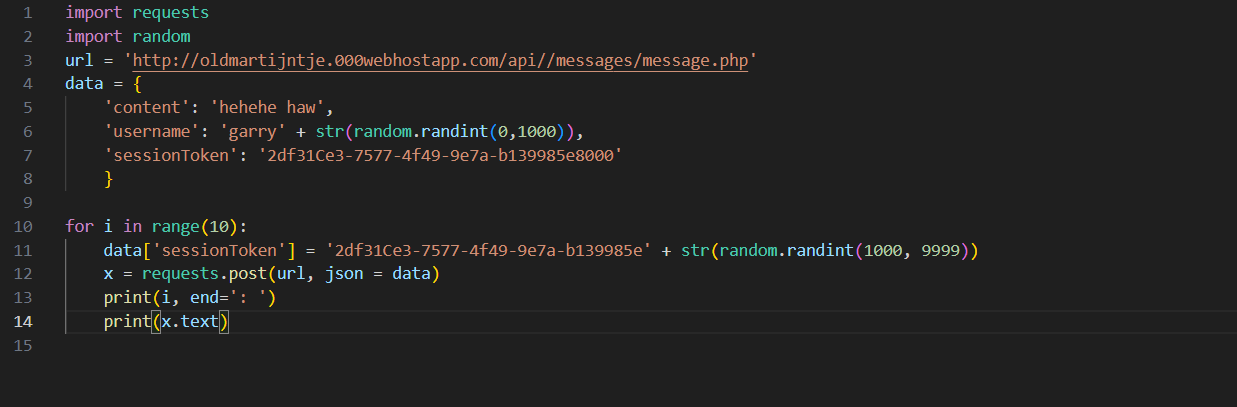 1 import requests
2 import random
3 url = 'http://oldmartijntje.000webhostapp.com/api//messages/message.php'
4 data = {
5     'content': 'hehehe haw',
6     'username': 'garry' + str(random.randint(0,1000)),
7     'sessionToken': '2df31Ce3-7577-4f49-9e7a-b139985e8000'
8     }
9
10 for i in range(10):
11     data['sessionToken'] = '2df31Ce3-7577-4f49-9e7a-b139985e' + str(random.randint(1000, 9999))
12     x = requests.post(url, json = data)
13     print(i, end=': ')
14     print(x.text)
15